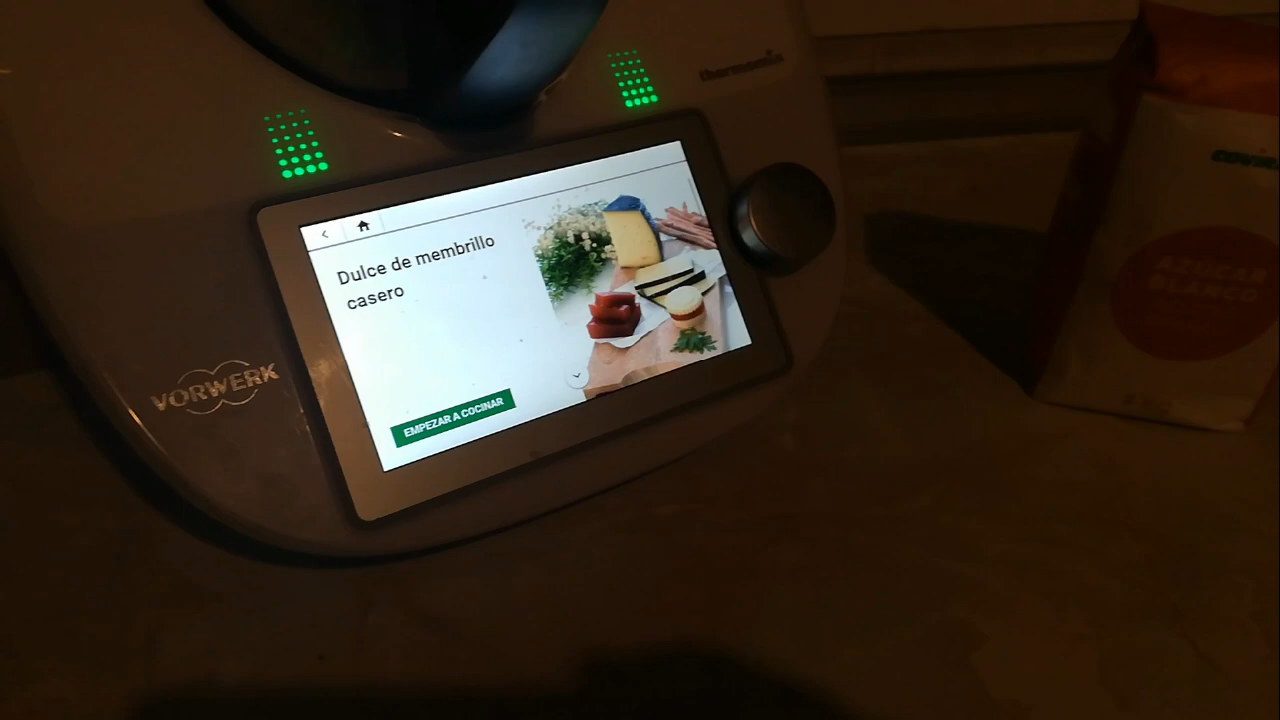 thermomix
Dulce de membrillo
casero
EMPEZAR A COCINAR
VORWERK
AZUCAR
BLANCO